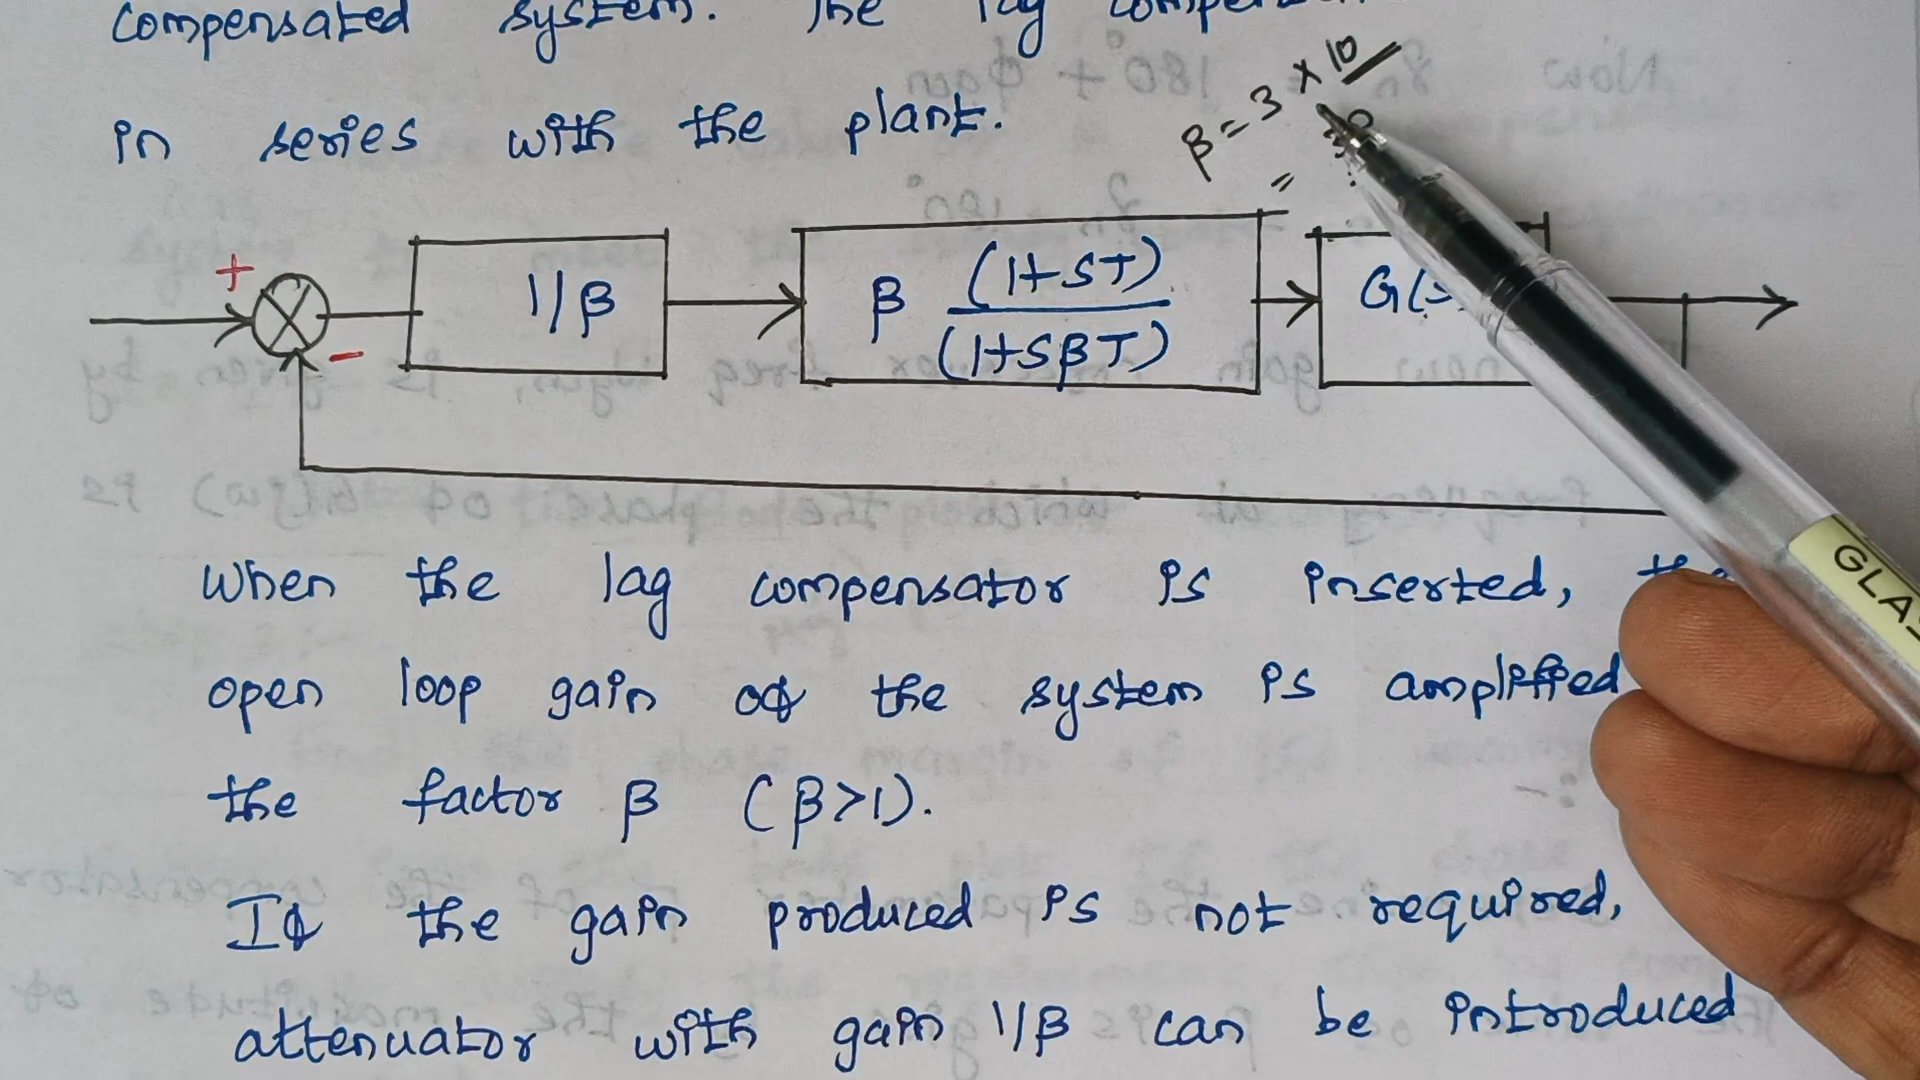 compensated system. The lag
in series with the plant.
β = 3 × 10
=
+
1/β
β (1+ST)
(1+SβT)
−
When the lag compensator is inserted,
open loop gain of the system is amplified
the factor β (β>1).
If the gain produced is not required,
attenuator with gain 1/β can be introduced